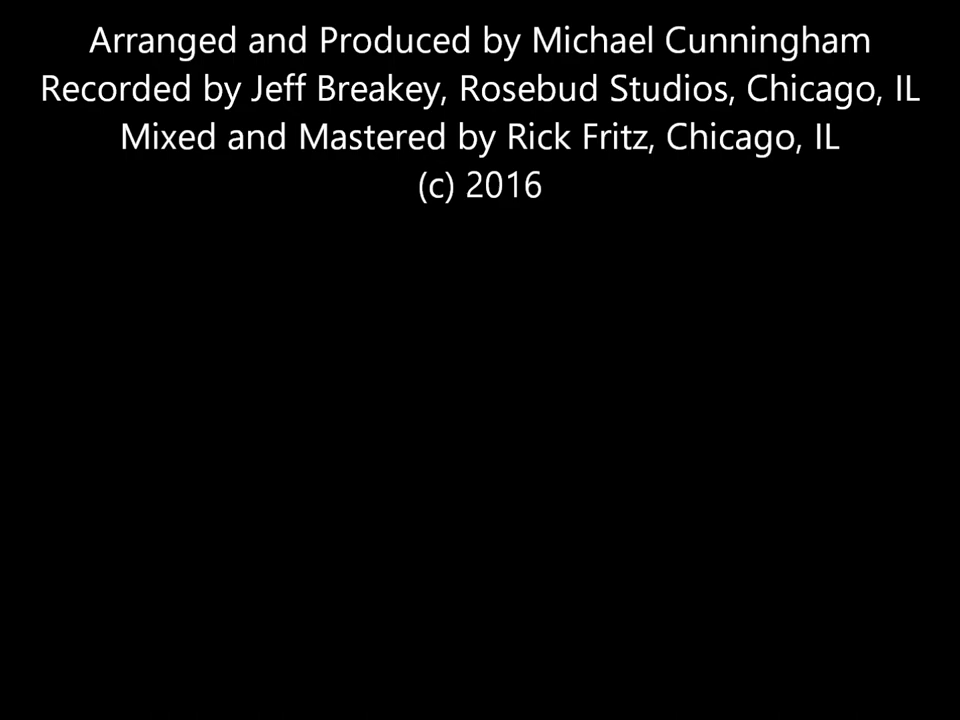 Arranged and Produced by Michael Cunningham
Recorded by Jeff Breakey, Rosebud Studios, Chicago, IL
Mixed and Mastered by Rick Fritz, Chicago, IL
(c) 2016